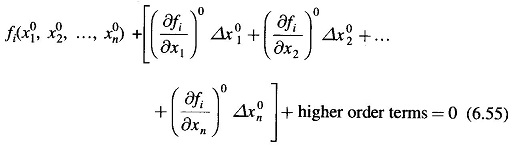 f_i(x_1^0, x_2^0, ..., x_n^0) + [(∂f_i/∂x_1)^0 Δx_1^0 + (∂f_i/∂x_2)^0 Δx_2^0 + ...
+ (∂f_i/∂x_n)^0 Δx_n^0] + higher order terms = 0 (6.55)